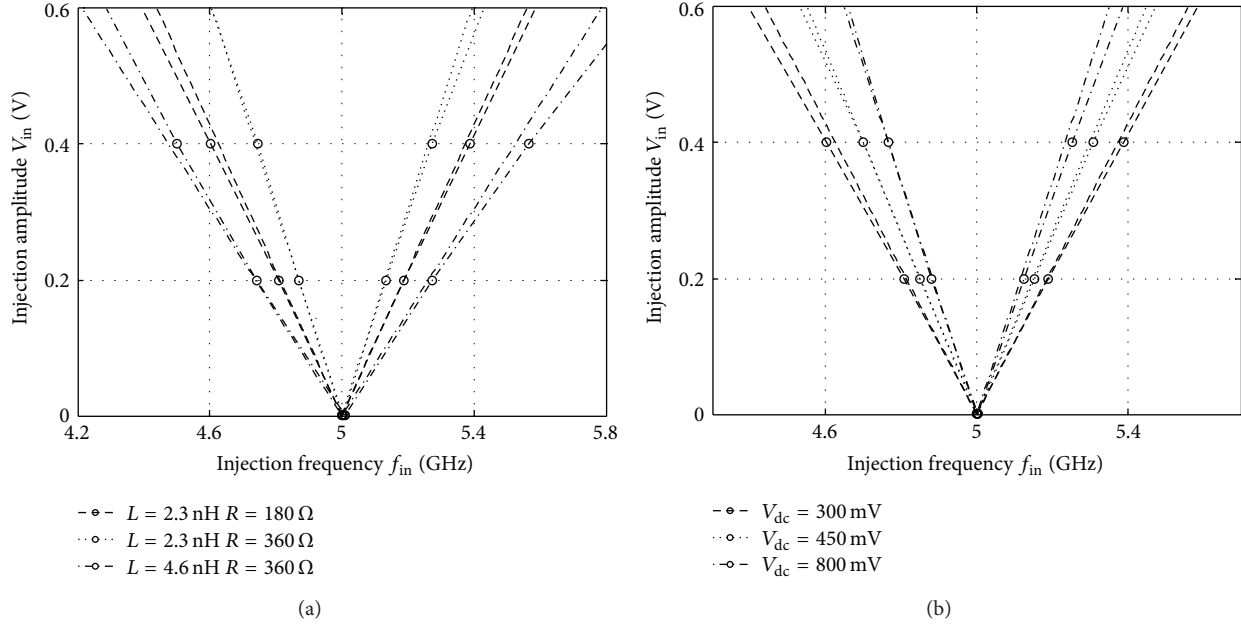 0.6
0.4
0.2
0
Injection amplitude V_in (V)
4.2 4.6 5 5.4 5.8
Injection frequency f_in (GHz)
L = 2.3 nH R = 180 Ω
L = 2.3 nH R = 360 Ω
L = 4.6 nH R = 360 Ω
(a)
0.6
0.4
0.2
0
Injection amplitude V_in (V)
4.6 5 5.4
Injection frequency f_in (GHz)
V_dc = 300 mV
V_dc = 450 mV
V_dc = 800 mV
(b)